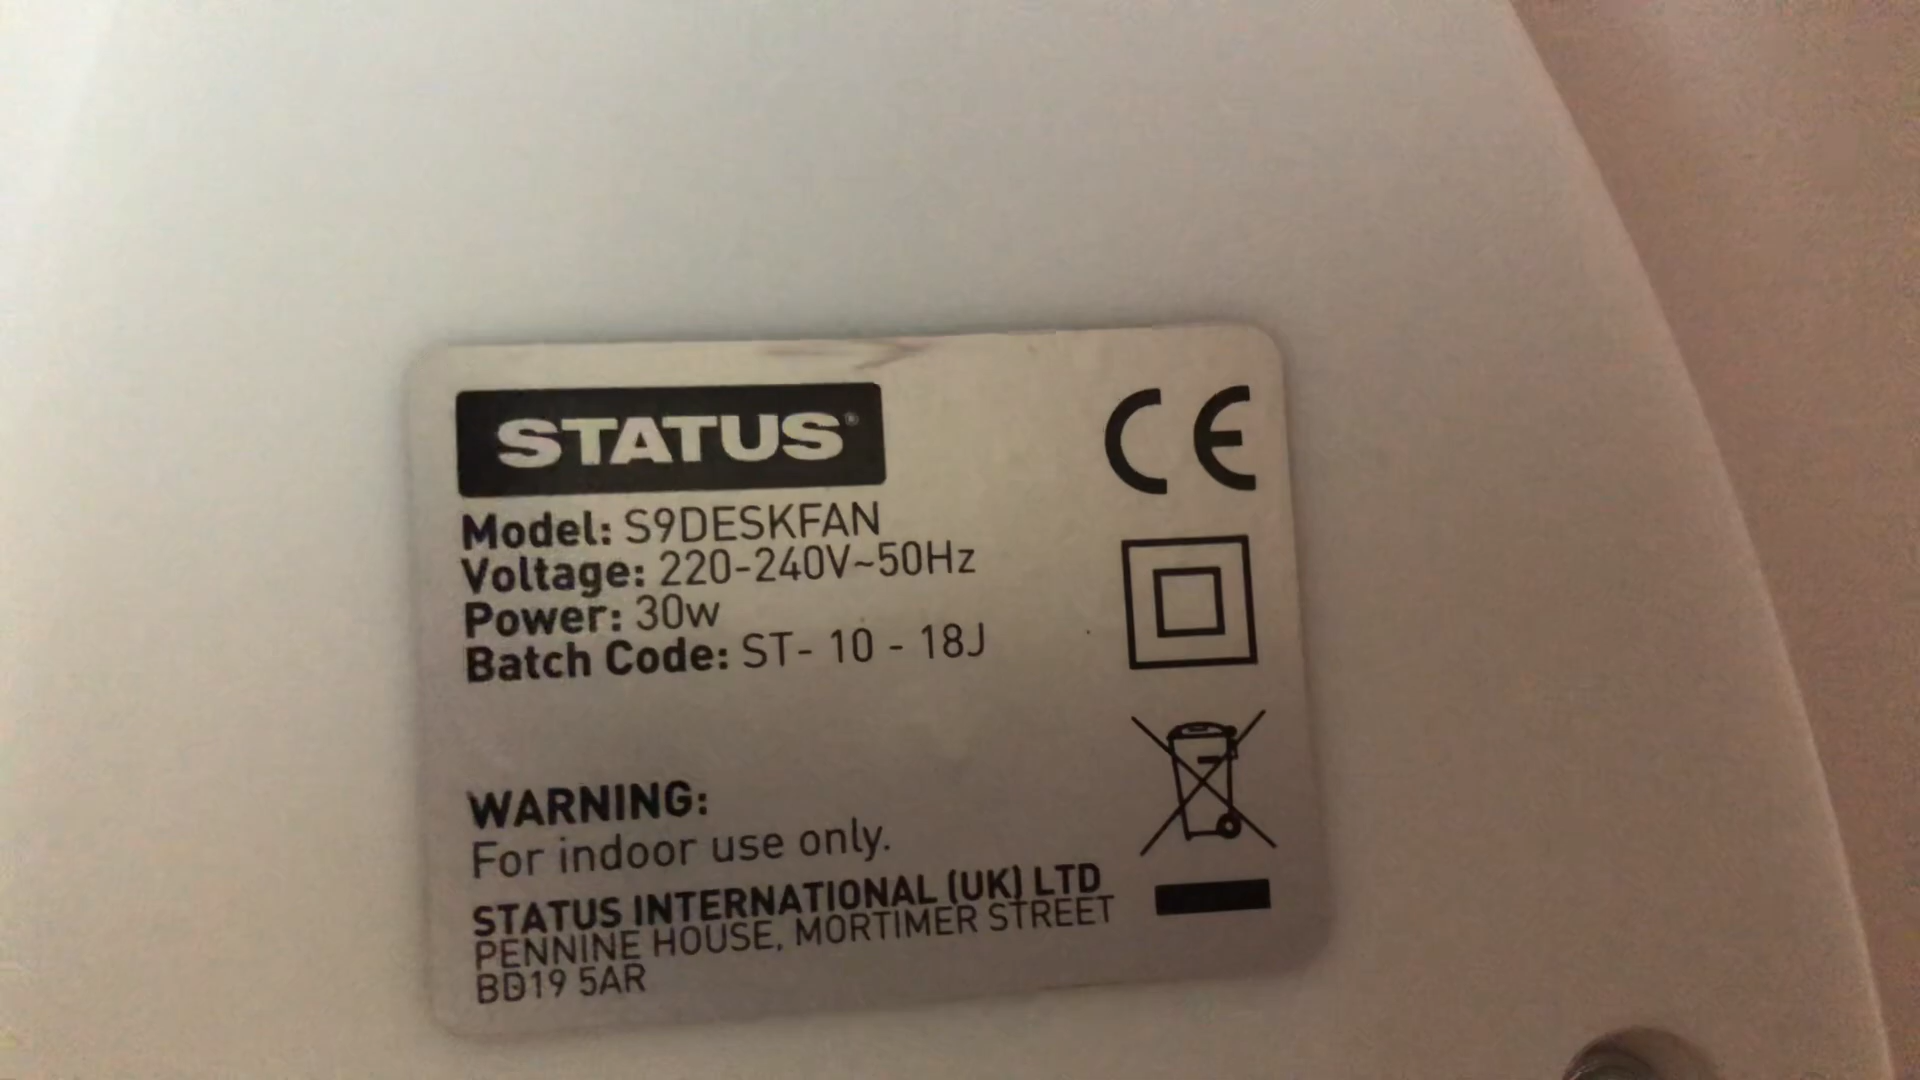 STATUS®
CE
Model: S9DESKFAN
Voltage: 220-240V~50Hz
Power: 30w
Batch Code: ST- 10 - 18J
WARNING:
For indoor use only.
STATUS INTERNATIONAL (UK) LTD
PENNINE HOUSE, MORTIMER STREET
BD19 5AR